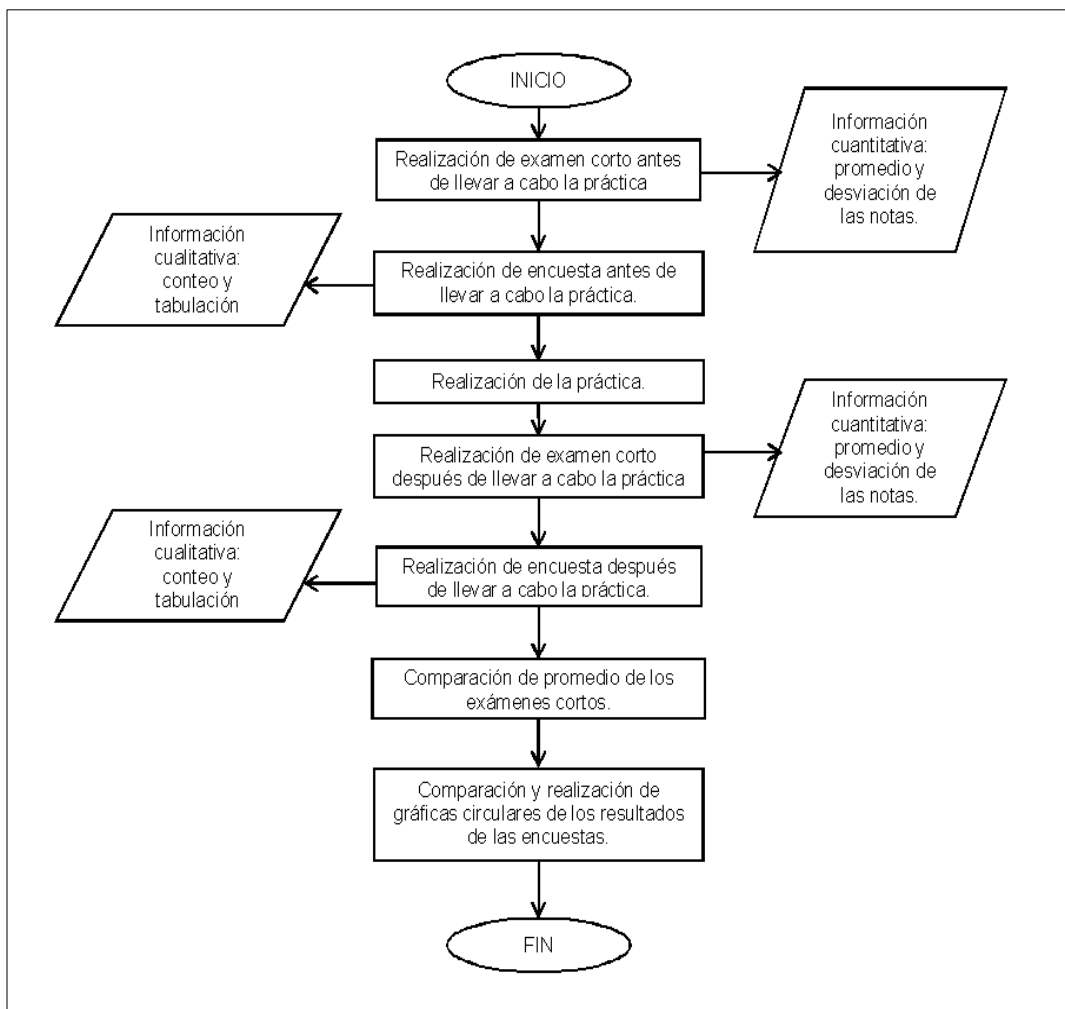 INICIO
Realización de examen corto antes
de llevar a cabo la práctica
Información
cuantitativa:
promedio y
desviación de
las notas.
Información
cualitativa:
conteo y
tabulación
Realización de encuesta antes de
llevar a cabo la práctica.
Realización de la práctica.
Realización de examen corto
después de llevar a cabo la práctica
Información
cuantitativa:
promedio y
desviación de
las notas.
Información
cualitativa:
conteo y
tabulación
Realización de encuesta después
de llevar a cabo la práctica.
Comparación de promedio de los
exámenes cortos.
Comparación y realización de
gráficas circulares de los resultados
de las encuestas.
FIN